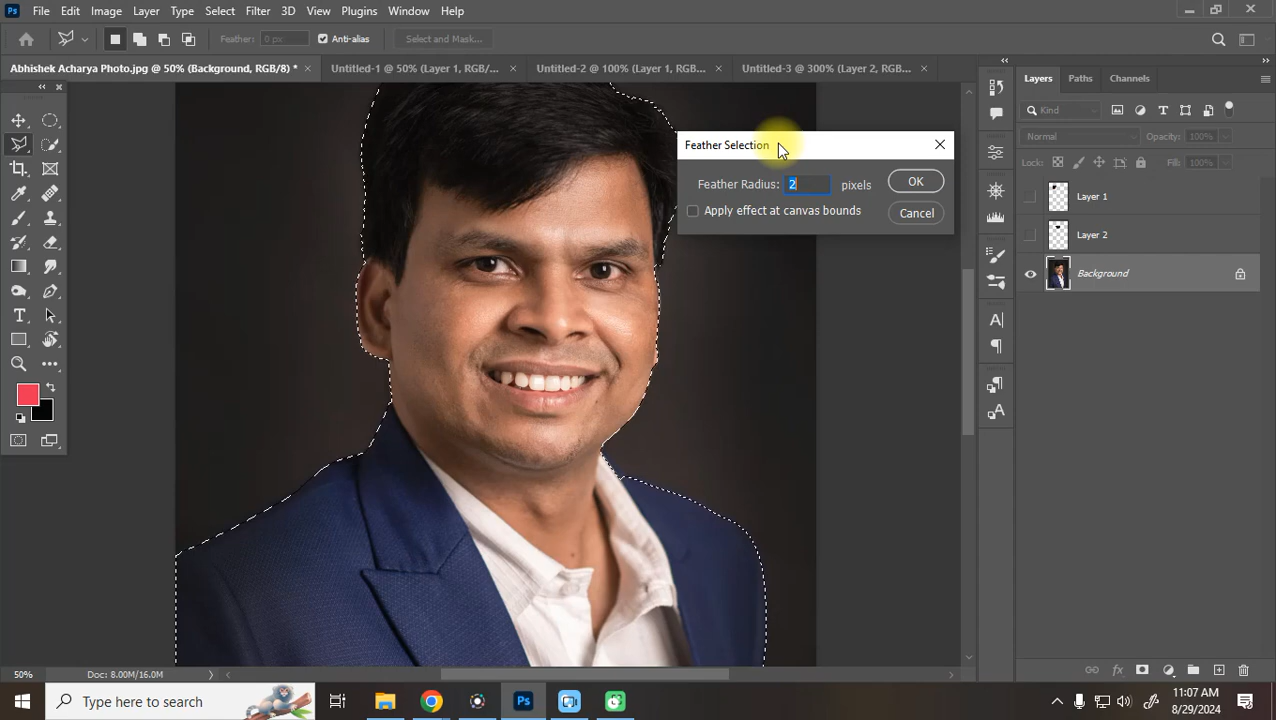 Ps File Edit Image Layer Type Select Filter 3D View Plugins Window Help
Feather: 0 px Anti-alias Select and Mask...
Abhishek Acharya Photo.jpg @ 50% (Background, RGB/8) * × Untitled-1 @ 50% (Layer 1, RGB/... × Untitled-2 @ 100% (Layer 1, RGB... × Untitled-3 @ 300% (Layer 2, RGB... ×
Layers Paths Channels
Kind
Normal Opacity: 100%
Lock: Fill: 100%
Layer 1
Layer 2
Background
Feather Selection
Feather Radius: 2 pixels OK
Apply effect at canvas bounds Cancel
50% Doc: 8.00M/16.0M
Type here to search
Ps
11:07 AM
8/29/2024